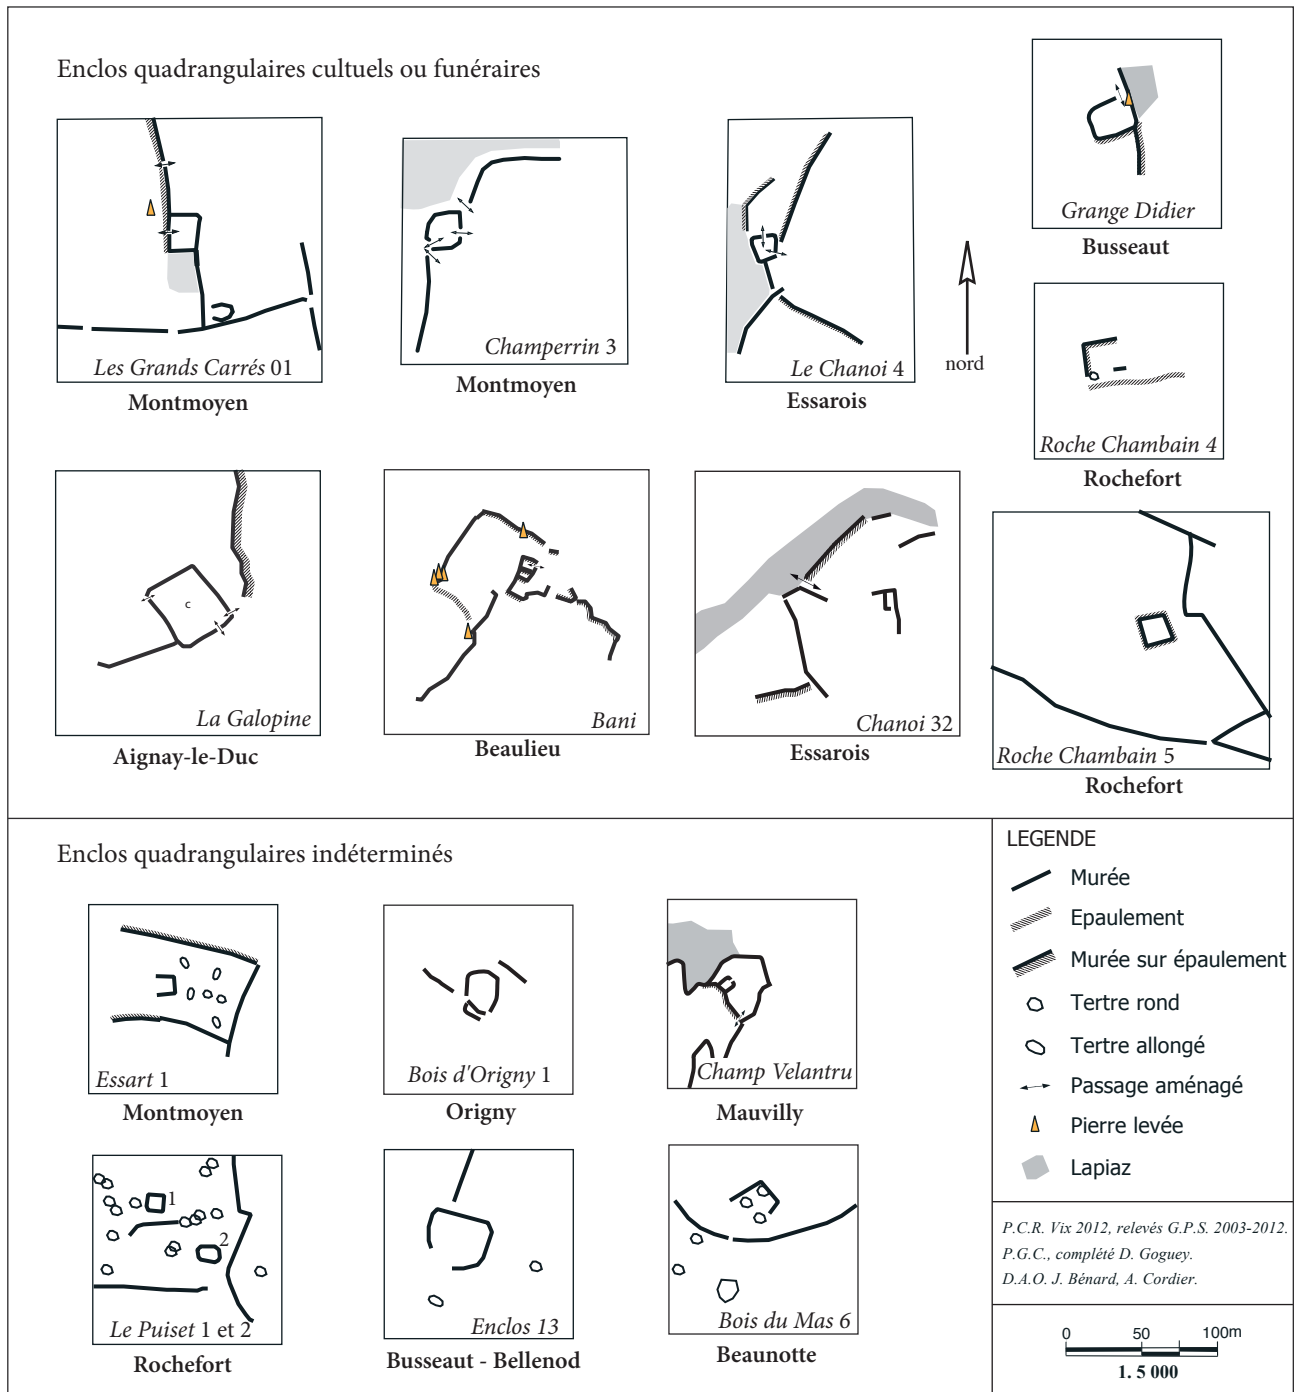 Enclos quadrangulaires cultuels ou funéraires
Les Grands Carrés 01
Montmoyen
Champerrin 3
Montmoyen
Le Chanoi 4
Essarois
nord
Grange Didier
Busseaut
Roche Chambain 4
Rochefort
c
La Galopine
Aignay-le-Duc
Bani
Beaulieu
Chanoi 32
Essarois
Roche Chambain 5
Rochefort
Enclos quadrangulaires indéterminés
Essart 1
Montmoyen
Bois d'Origny 1
Origny
Champ Velantru
Mauvilly
1
2
Le Puiset 1 et 2
Rochefort
Enclos 13
Busseaut - Bellenod
Bois du Mas 6
Beaunotte
LEGENDE
Murée
Epaulement
Murée sur épaulement
Tertre rond
Tertre allongé
Passage aménagé
Pierre levée
Lapiaz
P.C.R. Vix 2012, relevés G.P.S. 2003-2012.
P.G.C., complété D. Goguey.
D.A.O. J. Bénard, A. Cordier.
0 50 100m
1. 5 000